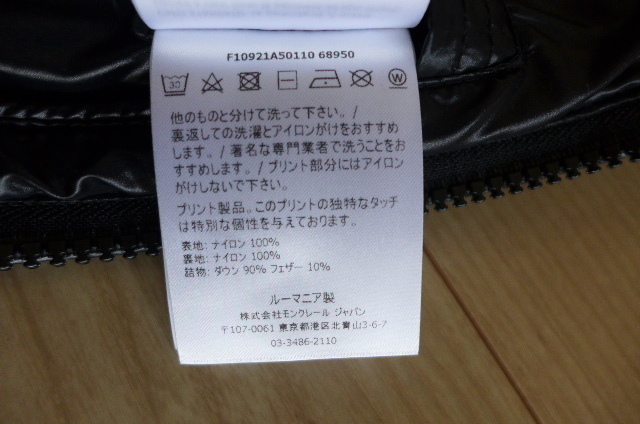 F10921A50110 68950
30
W
他のものと分けて洗って下さい。/
裏返しての洗濯とアイロンがけをおすすめ
します。/ 著名な専門業者で洗うことをお
すすめします。/ プリント部分にはアイロン
がけしないで下さい。
プリント製品。このプリントの独特なタッチ
は特別な個性を与えております。
表地: ナイロン 100%
裏地: ナイロン 100%
詰物: ダウン 90% フェザー 10%
ルーマニア製
株式会社モンクレール ジャパン
〒107-0061 東京都港区北青山3-6-7
03-3486-2110